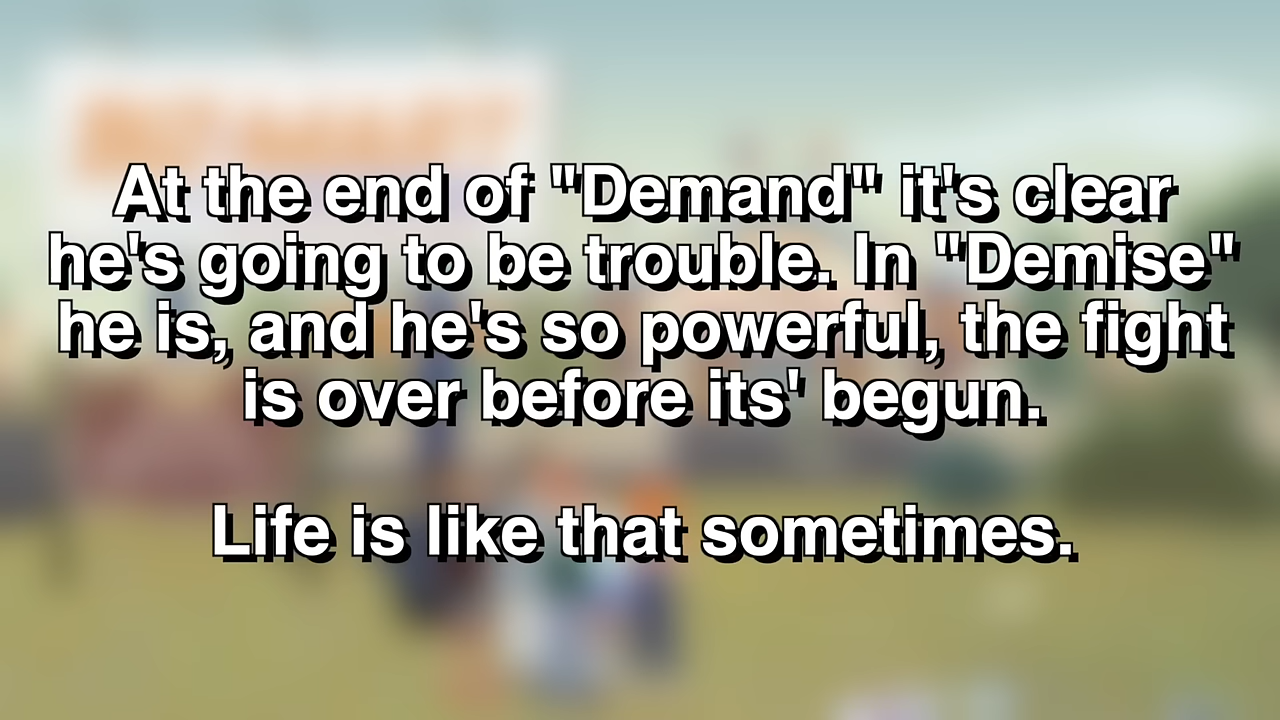 At the end of "Demand" it's clear
he's going to be trouble. In "Demise"
he is, and he's so powerful, the fight
is over before its' begun.
Life is like that sometimes.